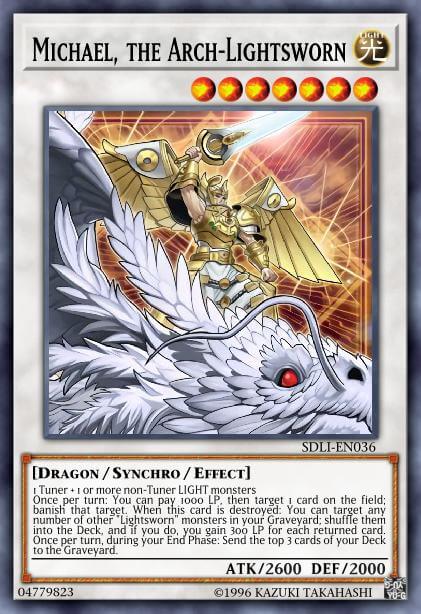 MICHAEL, THE ARCH-LIGHTSWORN
LIGHT
光
SDLI-EN036
[DRAGON / SYNCHRO / EFFECT]
1 Tuner + 1 or more non-Tuner LIGHT monsters
Once per turn: You can pay 1000 LP, then target 1 card on the field;
banish that target. When this card is destroyed: You can target any
number of other "Lightsworn" monsters in your Graveyard; shuffle them
into the Deck, and if you do, you gain 300 LP for each returned card.
Once per turn, during your End Phase: Send the top 3 cards of your Deck
to the Graveyard.
ATK/2600 DEF/2000
04779823
©1996 KAZUKI TAKAHASHI